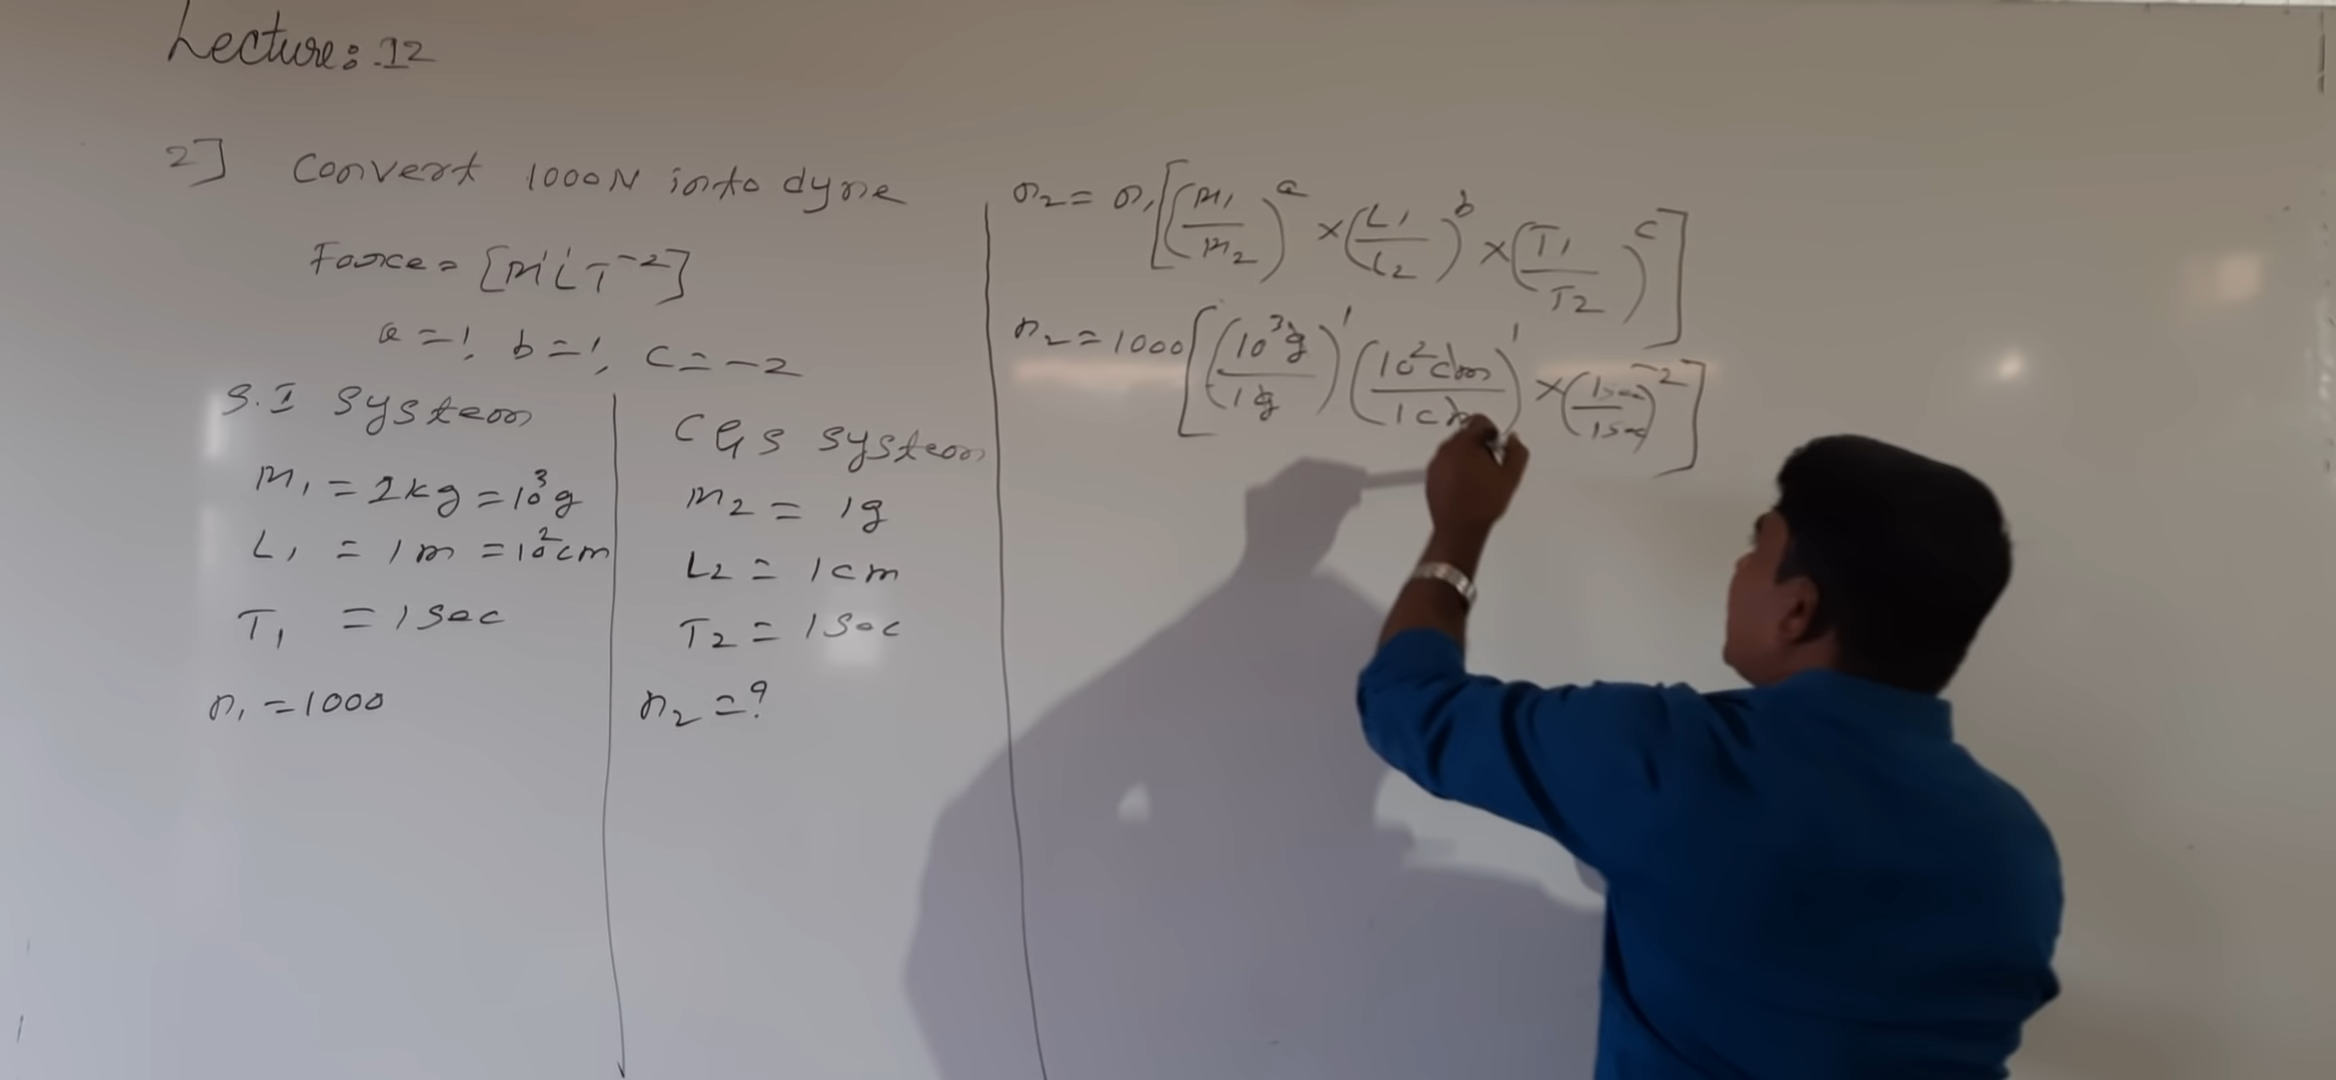 Lecture: 12
2] Convert 1000N into dyne
Force = [M¹L¹T⁻²]
a = 1, b = 1, c = -2
S.I System
M₁ = 1kg = 10³g
L₁ = 1m = 10²cm
T₁ = 1sec
n₁ = 1000
CGS system
M₂ = 1g
L₂ = 1cm
T₂ = 1sec
n₂ = ?
n₂ = n₁[(M₁/M₂)ᵃ × (L₁/L₂)ᵇ × (T₁/T₂)ᶜ]
n₂ = 1000[(10³g/1g)¹ (10²cm/1cm)¹ × (1sec/1sec)⁻²]